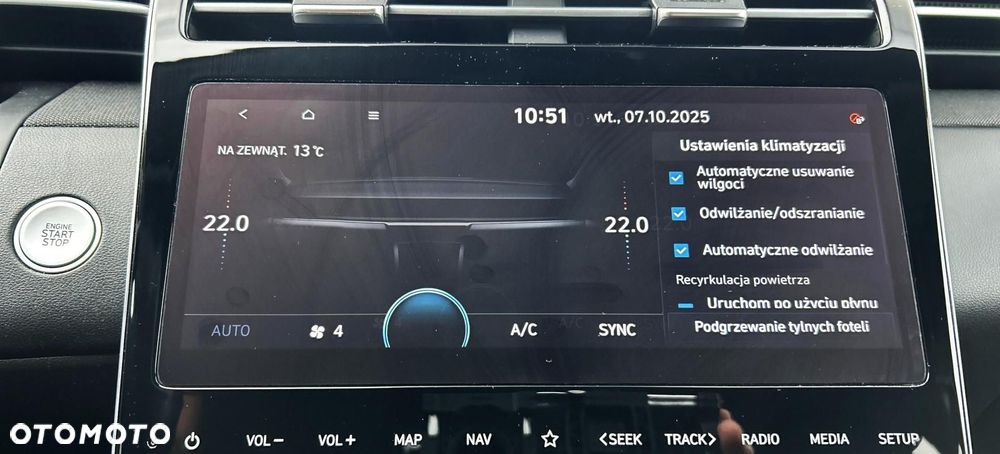 10:51
wt., 07.10.2025
NA ZEWNĄT. 13 °C
Ustawienia klimatyzacji
Automatyczne usuwanie
wilgoci
22.0
22.0
Odwilżanie/odszranianie
Automatyczne odwilżanie
Recyrkulacja powietrza
Uruchom po użyciu płynu
AUTO
4
A/C
SYNC
Podgrzewanie tylnych foteli
ENGINE
START
STOP
OTOMOTO
VOL−
VOL+
MAP
NAV
<SEEK
TRACK>
RADIO
MEDIA
SETUP